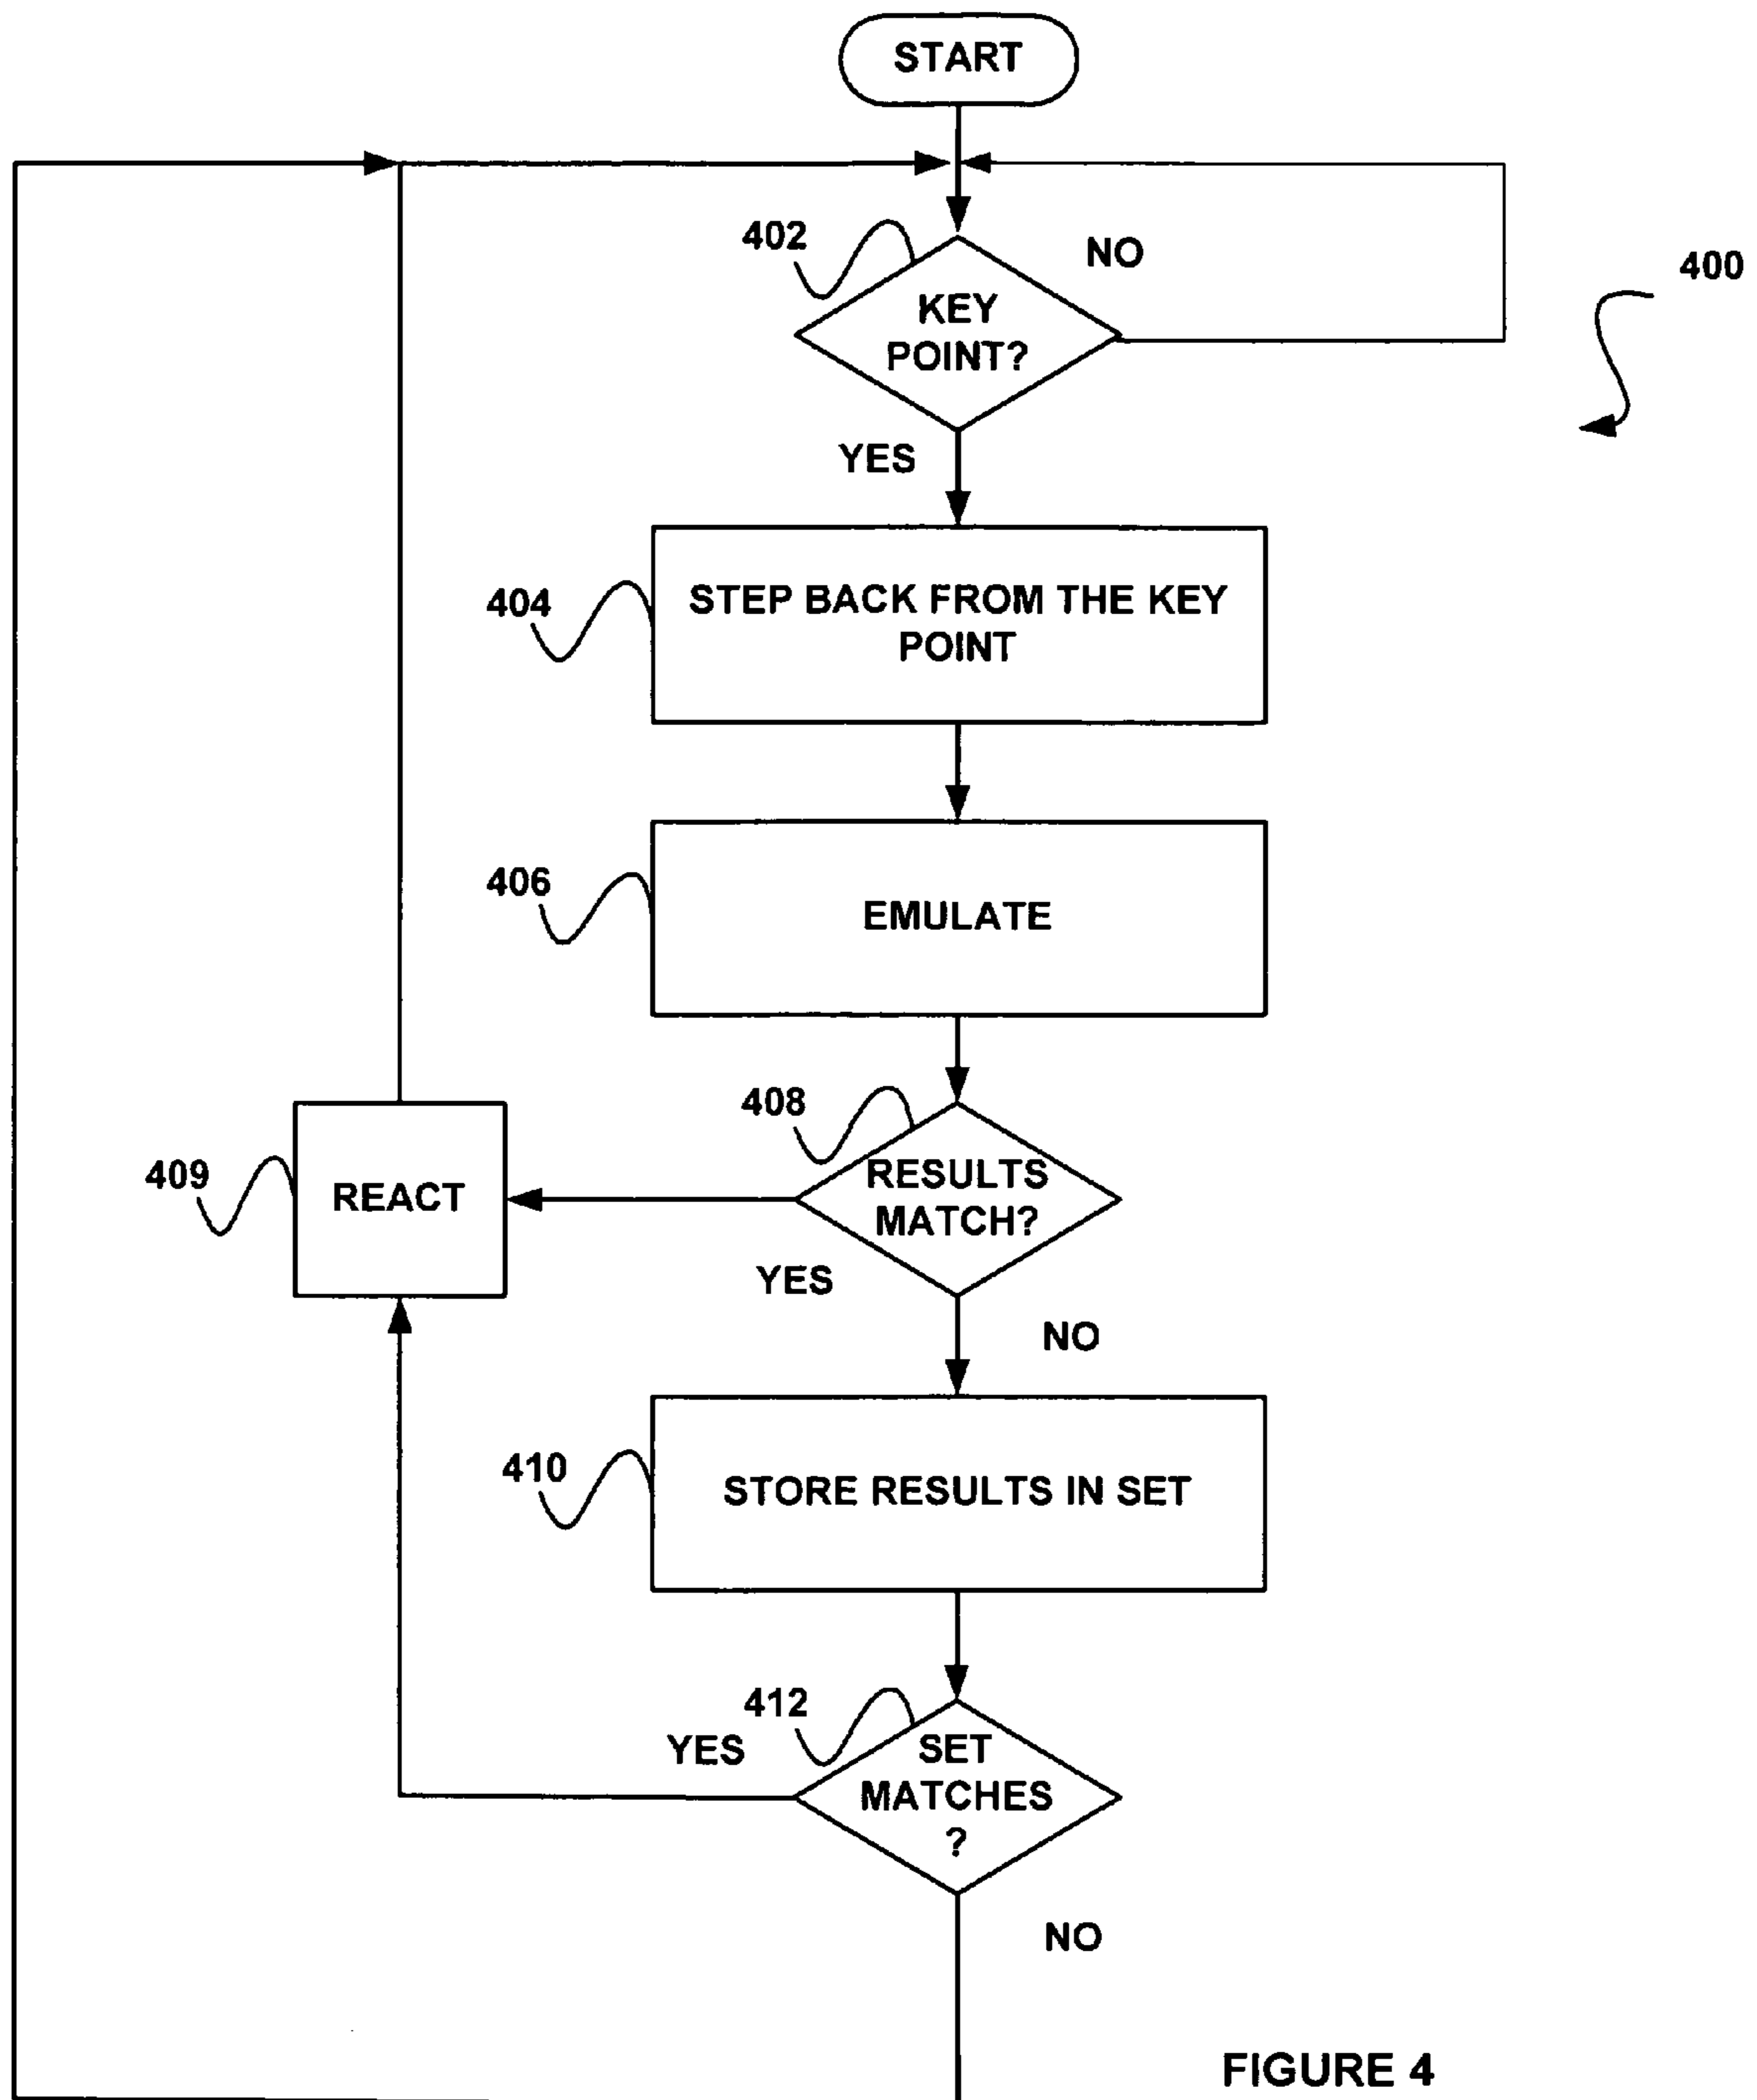 START
402
NO
400
KEY
POINT?
YES
404
STEP BACK FROM THE KEY
POINT
406
EMULATE
408
409
REACT
RESULTS
MATCH?
YES
NO
410
STORE RESULTS IN SET
412
YES
SET
MATCHES
?
NO
FIGURE 4